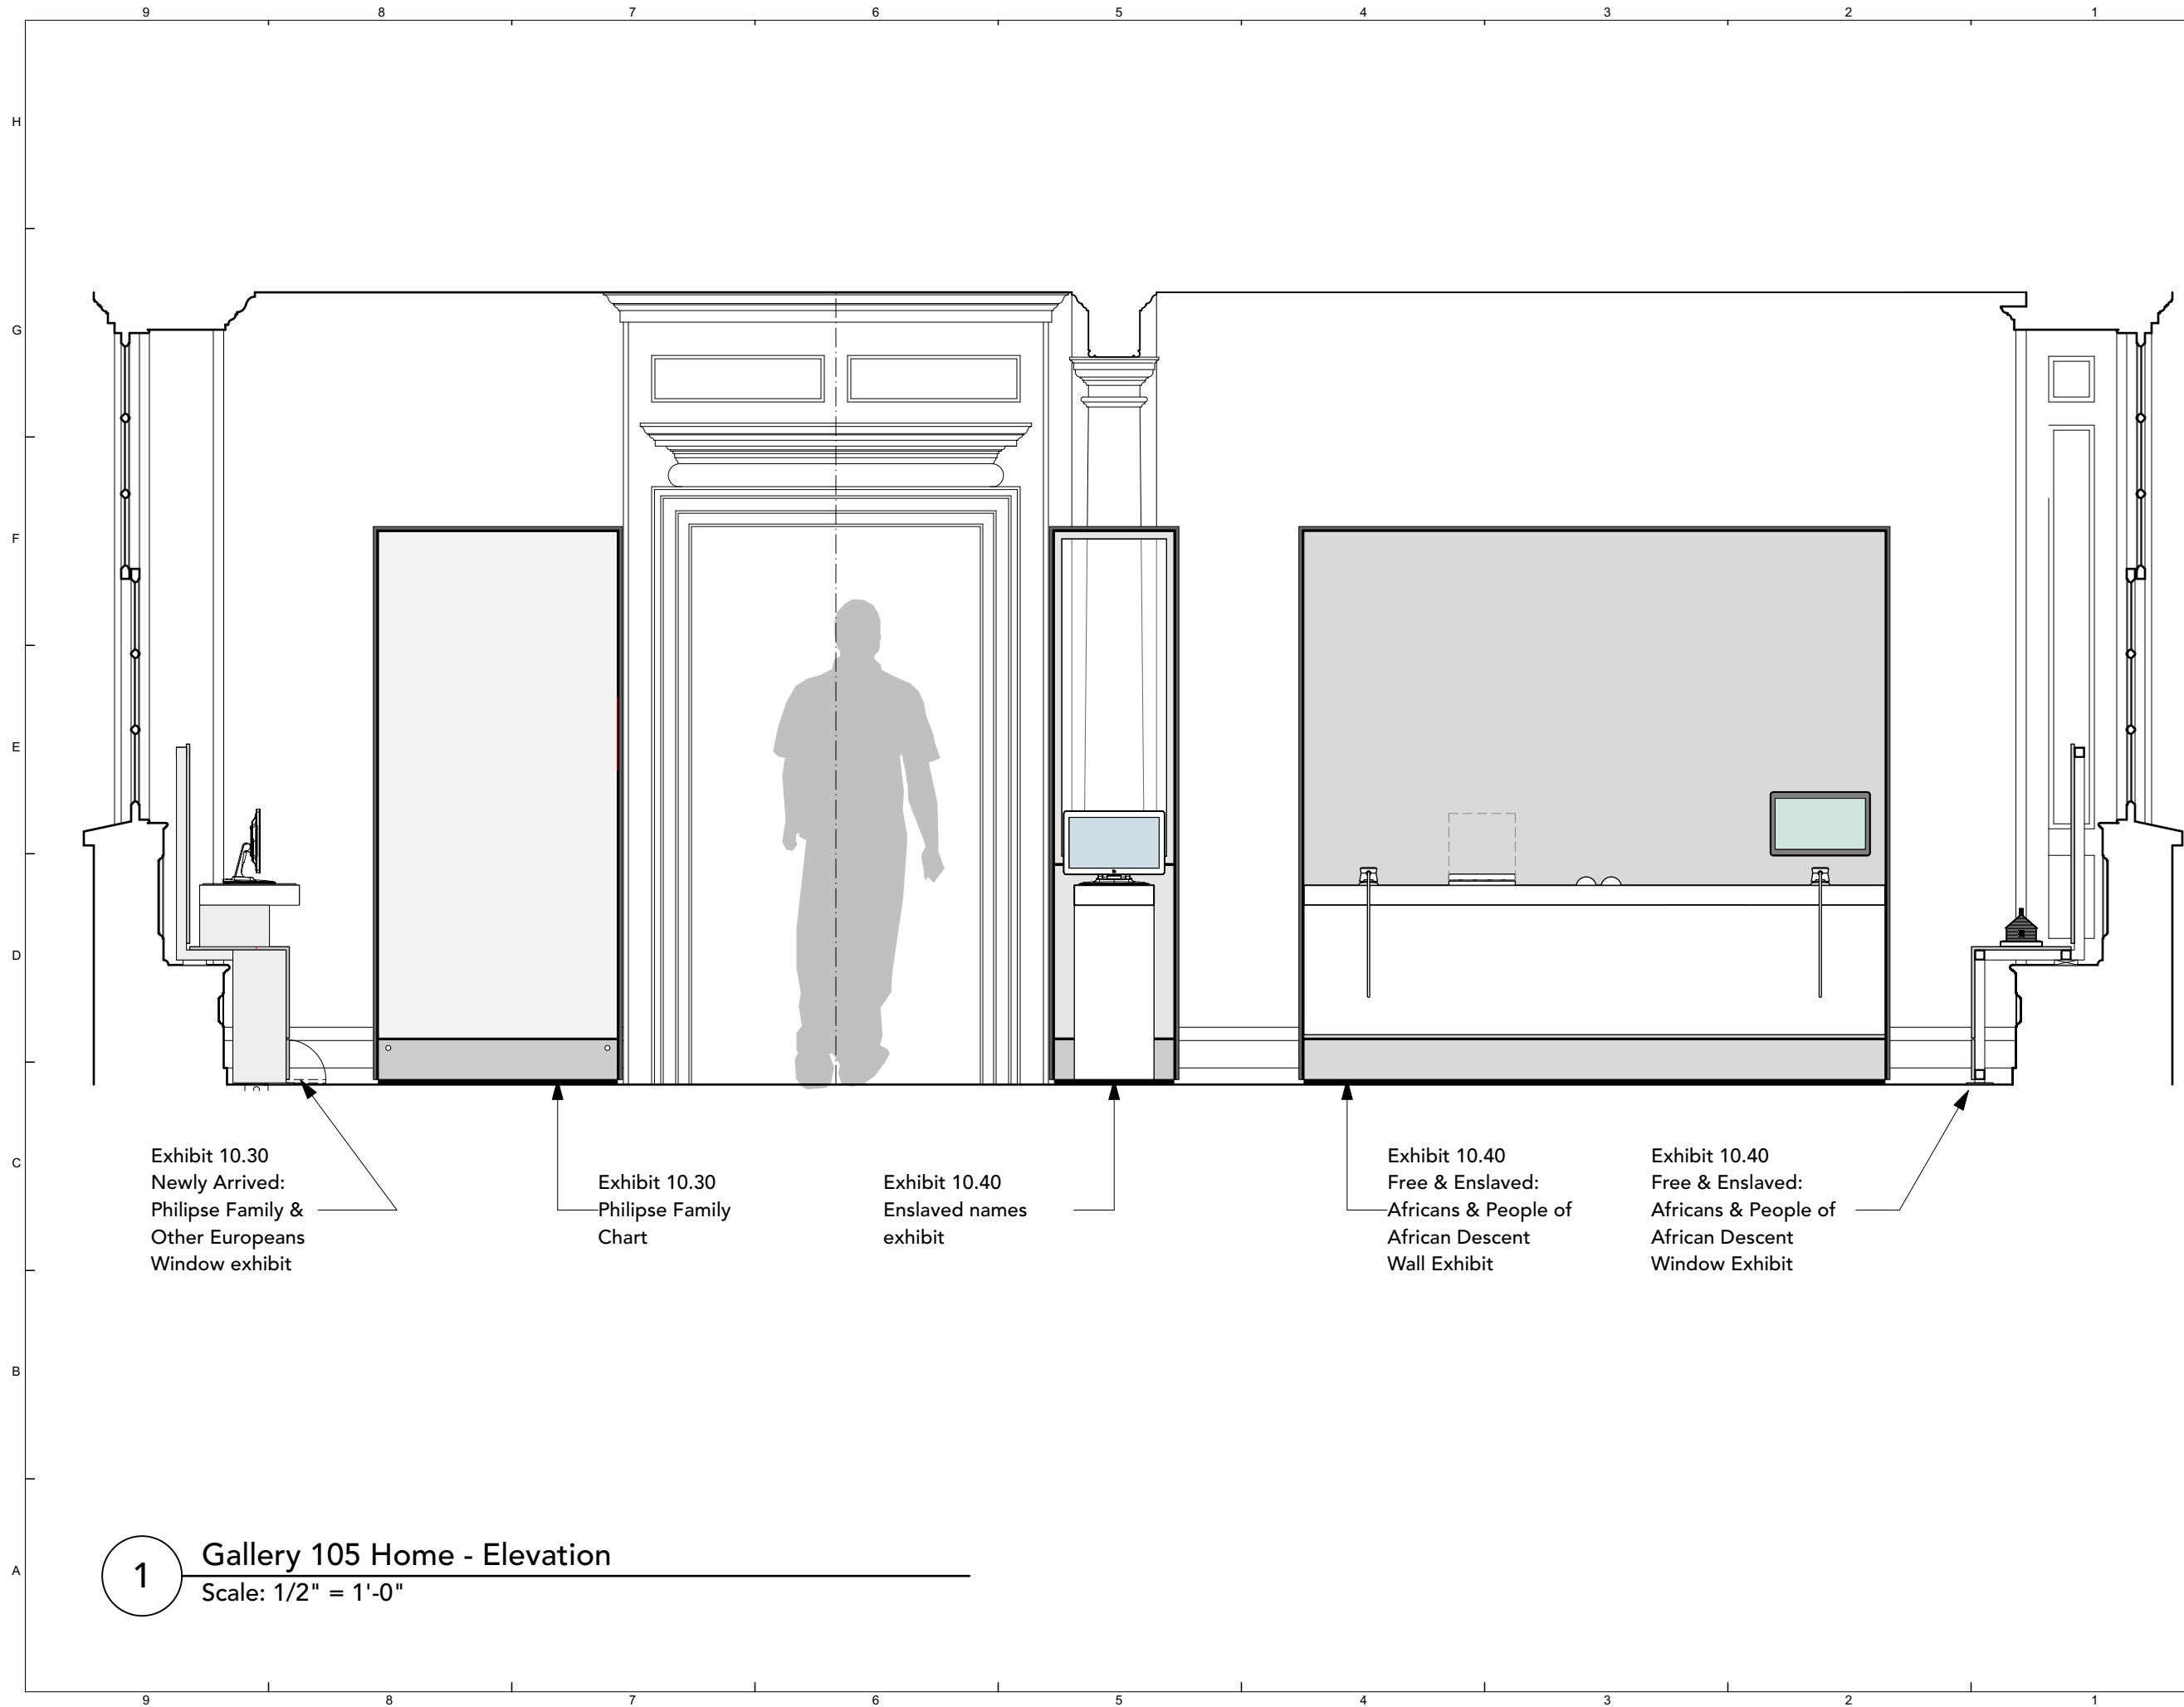 9 8 7 6 5 4 3 2 1
H
G
F
E
D
C
B
A
Exhibit 10.30
Newly Arrived:
Philipse Family &
Other Europeans
Window exhibit
Exhibit 10.30
Philipse Family
Chart
Exhibit 10.40
Enslaved names
exhibit
Exhibit 10.40
Free & Enslaved:
Africans & People of
African Descent
Wall Exhibit
Exhibit 10.40
Free & Enslaved:
Africans & People of
African Descent
Window Exhibit
1
Gallery 105 Home - Elevation
Scale: 1/2" = 1'-0"
9 8 7 6 5 4 3 2 1